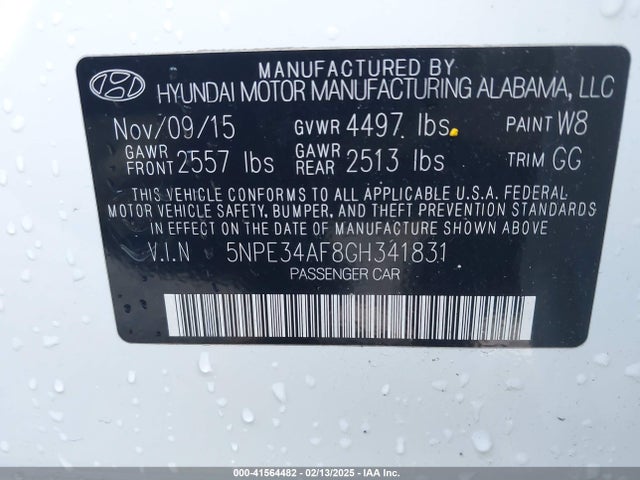 MANUFACTURED BY
HYUNDAI MOTOR MANUFACTURING ALABAMA, LLC
Nov/09/15 GVWR 4497 lbs. PAINT W8
GAWR FRONT 2557 lbs GAWR REAR 2513 lbs TRIM GG
THIS VEHICLE CONFORMS TO ALL APPLICABLE U.S.A. FEDERAL
MOTOR VEHICLE SAFETY, BUMPER, AND THEFT PREVENTION STANDARDS
IN EFFECT ON THE DATE OF MANUFACTURE SHOWN ABOVE.
V.I.N 5NPE34AF8GH341831
PASSENGER CAR
000-41564482 - 02/13/2025 - IAA Inc.